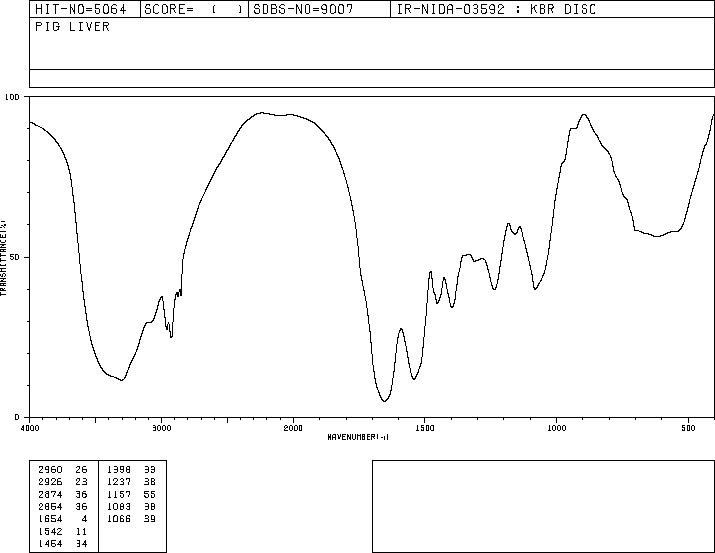 HIT-NO=5064 SCORE= ( ) SDBS-NO=9007 IR-NIDA-03592 : KBR DISC
PIG LIVER
100
50
0
TRANSMITTANCE(%)
4000 3000 2000 1500 1000 500
WAVENUMBER(-1)
2960 26 1398 33
2926 23 1237 38
2874 36 1157 55
2854 36 1083 38
1654 4 1066 39
1542 11
1454 34